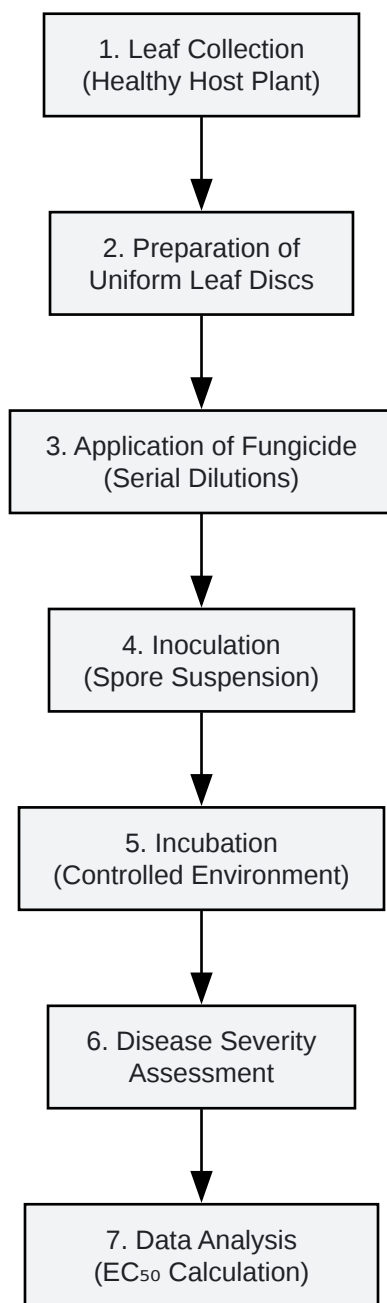 1. Leaf Collection
(Healthy Host Plant)
2. Preparation of
Uniform Leaf Discs
3. Application of Fungicide
(Serial Dilutions)
4. Inoculation
(Spore Suspension)
5. Incubation
(Controlled Environment)
6. Disease Severity
Assessment
7. Data Analysis
(EC₅₀ Calculation)